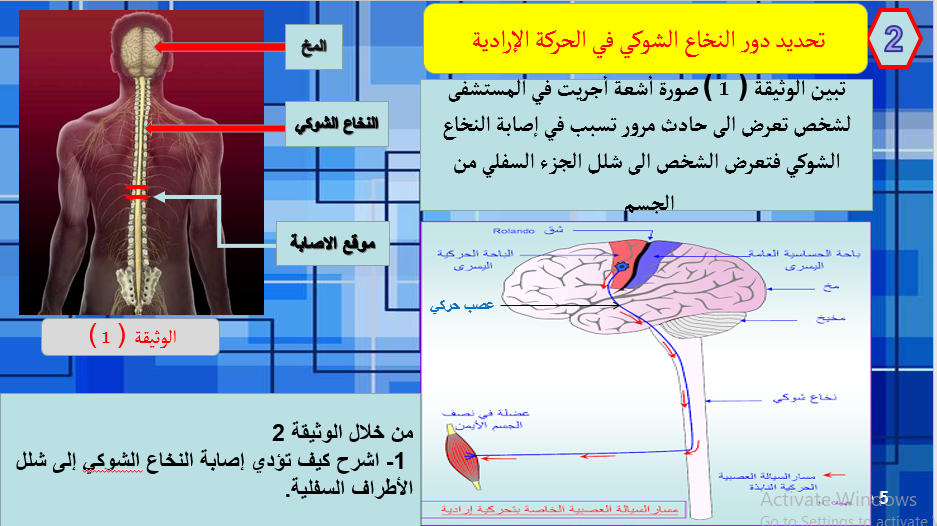 2
تحديد دور النخاع الشوكي في الحركة الإرادية
تبين الوثيقة ( 1 ) صورة أشعة أجريت في المستشفى
لشخص تعرض الى حادث مرور تسبب في إصابة النخاع
الشوكي فتعرض الشخص الى شلل الجزء السفلي من
الجسم
المخ
النخاع الشوكي
موقع الاصابة
الوثيقة ( 1 )
شق Rolando
الباحة الحركية
اليسرى
باحة الحساسية العامة
اليسرى
مخ
عصب حركي
مخيخ
نخاع شوكي
عضلة في نصف
الجسم الأيمن
مسار السيالة العصبية
الحركية النابذة
مسار السيالة العصبية الخاصة بتحركية إرادية
من خلال الوثيقة 2
1- اشرح كيف تؤدي إصابة النخاع الشوكي إلى شلل
الأطراف السفلية.
5
Activate Windows
Go to Settings to activate